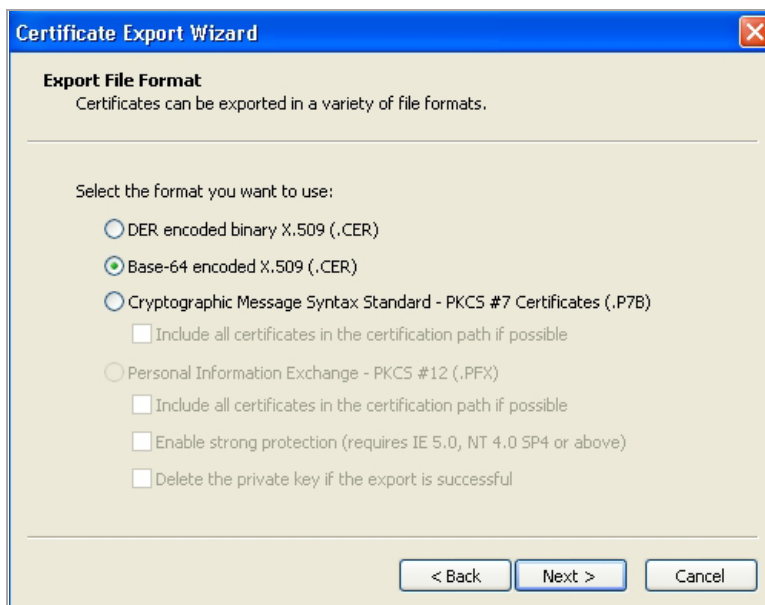 Certificate Export Wizard
Export File Format
Certificates can be exported in a variety of file formats.
Select the format you want to use:
DER encoded binary X.509 (.CER)
Base-64 encoded X.509 (.CER)
Cryptographic Message Syntax Standard - PKCS #7 Certificates (.P7B)
Include all certificates in the certification path if possible
Personal Information Exchange - PKCS #12 (.PFX)
Include all certificates in the certification path if possible
Enable strong protection (requires IE 5.0, NT 4.0 SP4 or above)
Delete the private key if the export is successful
< Back Next > Cancel